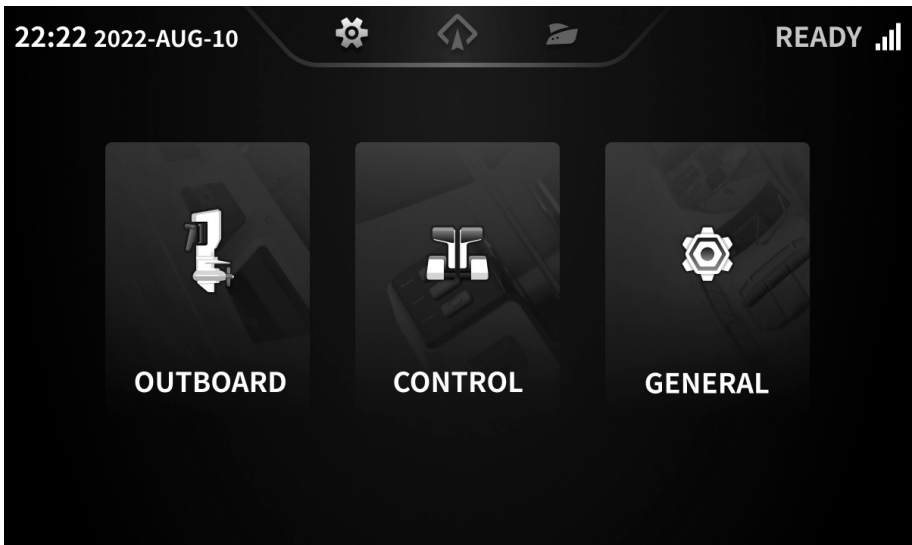 22:22 2022-AUG-10
READY
OUTBOARD
CONTROL
GENERAL